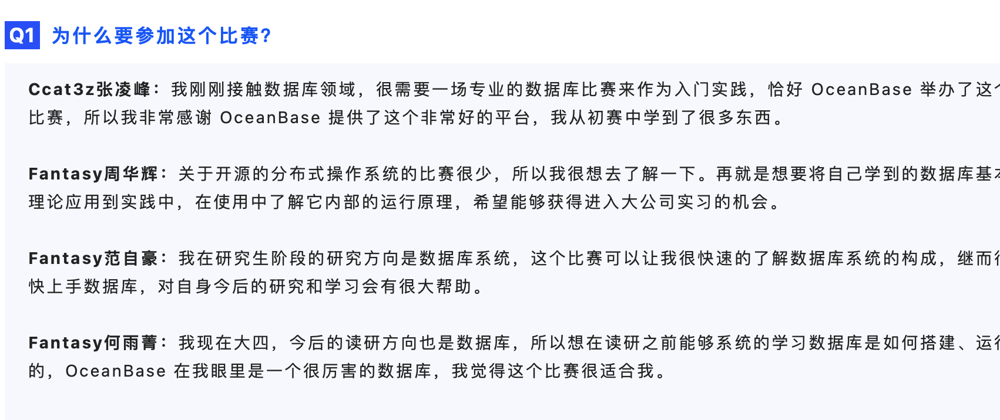 Q1 为什么要参加这个比赛?
Ccat3z张凌峰：我刚刚接触数据库领域，很需要一场专业的数据库比赛来作为入门实践，恰好 OceanBase 举办了这个
比赛，所以我非常感谢 OceanBase 提供了这个非常好的平台，我从初赛中学到了很多东西。
Fantasy周华辉：关于开源的分布式操作系统的比赛很少，所以我很想去了解一下。再就是想要将自己学到的数据库基本
理论应用到实践中，在使用中了解它内部的运行原理，希望能够获得进入大公司实习的机会。
Fantasy范自豪：我在研究生阶段的研究方向是数据库系统，这个比赛可以让我很快速的了解数据库系统的构成，继而很
快上手数据库，对自身今后的研究和学习会有很大帮助。
Fantasy何雨菁：我现在大四，今后的读研方向也是数据库，所以想在读研之前能够系统的学习数据库是如何搭建、运行
的，OceanBase 在我眼里是一个很厉害的数据库，我觉得这个比赛很适合我。